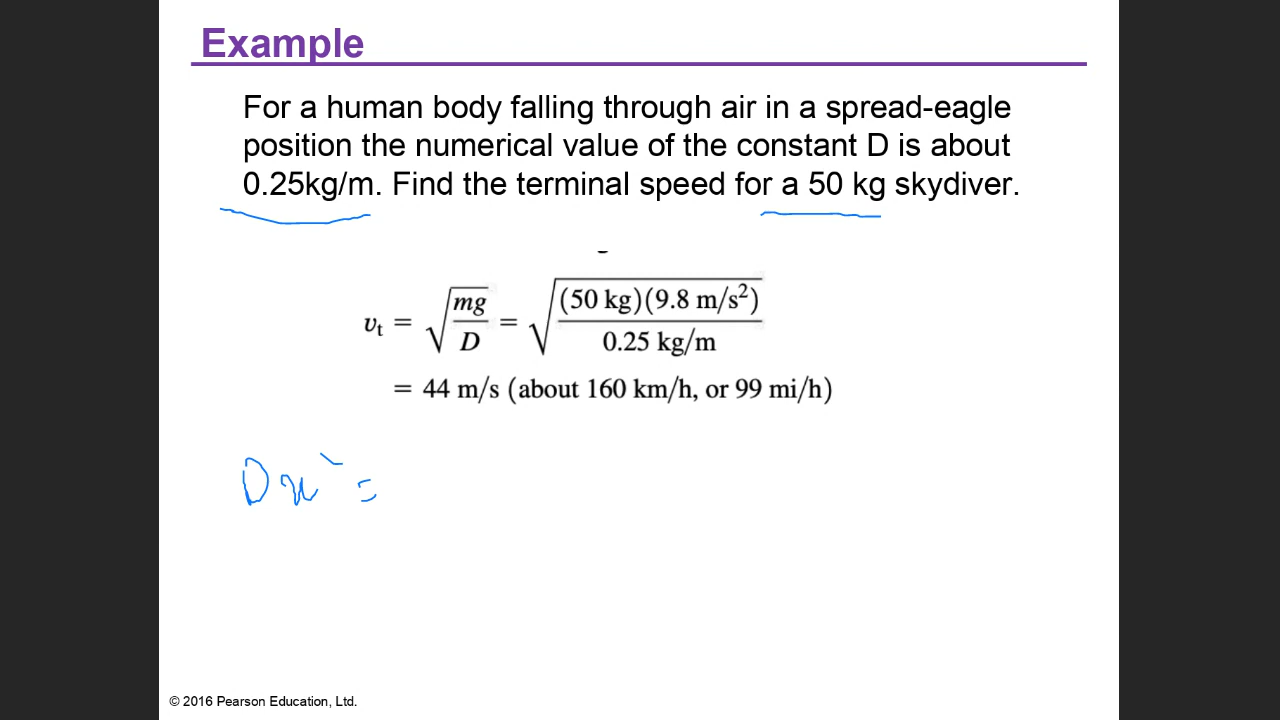 Example
For a human body falling through air in a spread-eagle
position the numerical value of the constant D is about
0.25kg/m. Find the terminal speed for a 50 kg skydiver.
υt = √(mg/D) = √((50 kg)(9.8 m/s²)/0.25 kg/m)
= 44 m/s (about 160 km/h, or 99 mi/h)
D =
© 2016 Pearson Education, Ltd.